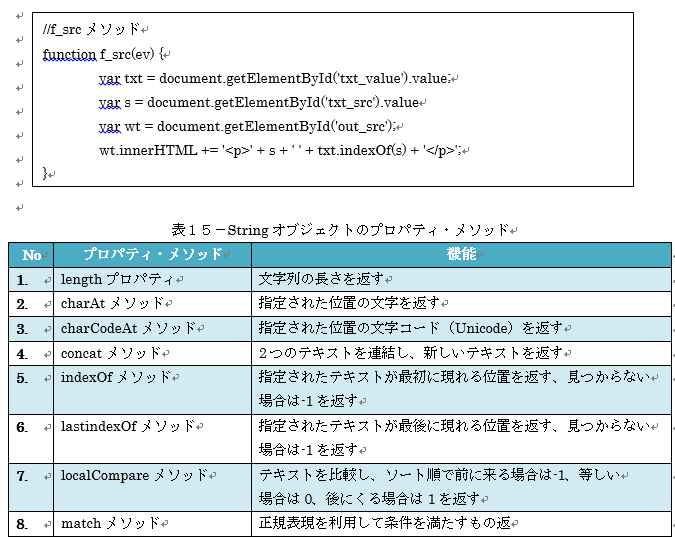 //f_src メソッド
function f_src(ev) {
var txt = document.getElementById('txt_value').value;
var s = document.getElementById('txt_src').value
var wt = document.getElementById('out_src');
wt.innerHTML += '<p>' + s + ' ' + txt.indexOf(s) + '</p>';
}
表１５－String オブジェクトのプロパティ・メソッド
No プロパティ・メソッド 機能
1. length プロパティ 文字列の長さを返す
2. charAt メソッド 指定された位置の文字を返す
3. charCodeAt メソッド 指定された位置の文字コード（Unicode）を返す
4. concat メソッド 2つのテキストを連結し、新しいテキストを返す
5. indexOf メソッド 指定されたテキストが最初に現れる位置を返す、見つからない
場合は-1 を返す
6. lastindexOf メソッド 指定されたテキストが最後に現れる位置を返す、見つからない
場合は-1 を返す
7. localCompare メソッド テキストを比較し、ソート順で前に来る場合は-1、等しい
場合は 0、後にくる場合は 1 を返す
8. match メソッド 正規表現を利用して条件を満たすもの返